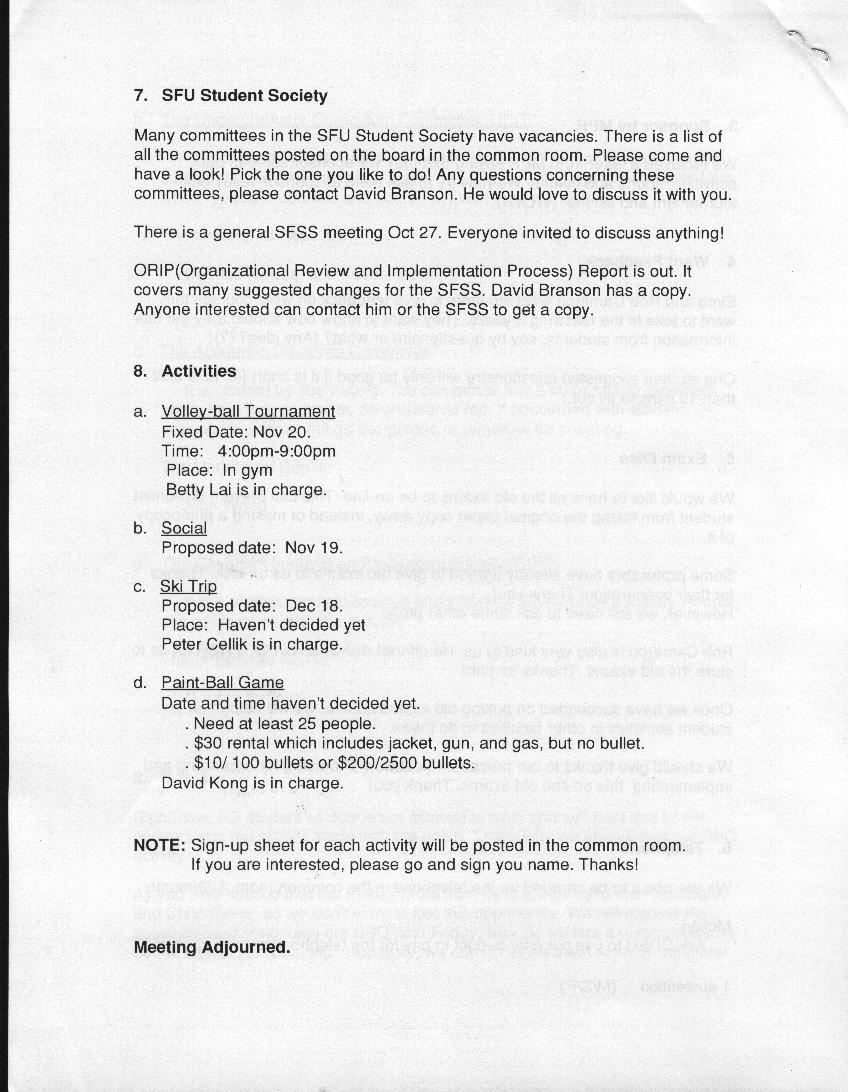 7. SFU Student Society
Many committees in the SFU Student Society have vacancies. There is a list of
all the committees posted on the board in the common room. Please come and
have a look! Pick the one you like to do! Any questions concerning these
committees, please contact David Branson. He would love to discuss it with you.
There is a general SFSS meeting Oct 27. Everyone invited to discuss anything!
ORIP(Organizational Review and Implementation Process) Report is out. It
covers many suggested changes for the SFSS. David Branson has a copy.
Anyone interested can contact him or the SFSS to get a copy.
8. Activities
a. Volley-ball Tournament
Fixed Date: Nov 20.
Time: 4:00pm-9:00pm
Place: In gym
Betty Lai is in charge.
b. Social
Proposed date: Nov 19.
c. Ski Trip
Proposed date: Dec 18.
Place: Haven't decided yet
Peter Cellik is in charge.
d. Paint-Ball Game
Date and time haven't decided yet.
. Need at least 25 people.
. $30 rental which includes jacket, gun, and gas, but no bullet.
. $10/ 100 bullets or $200/2500 bullets.
David Kong is in charge.
NOTE: Sign-up sheet for each activity will be posted in the common room.
If you are interested, please go and sign you name. Thanks!
Meeting Adjourned.